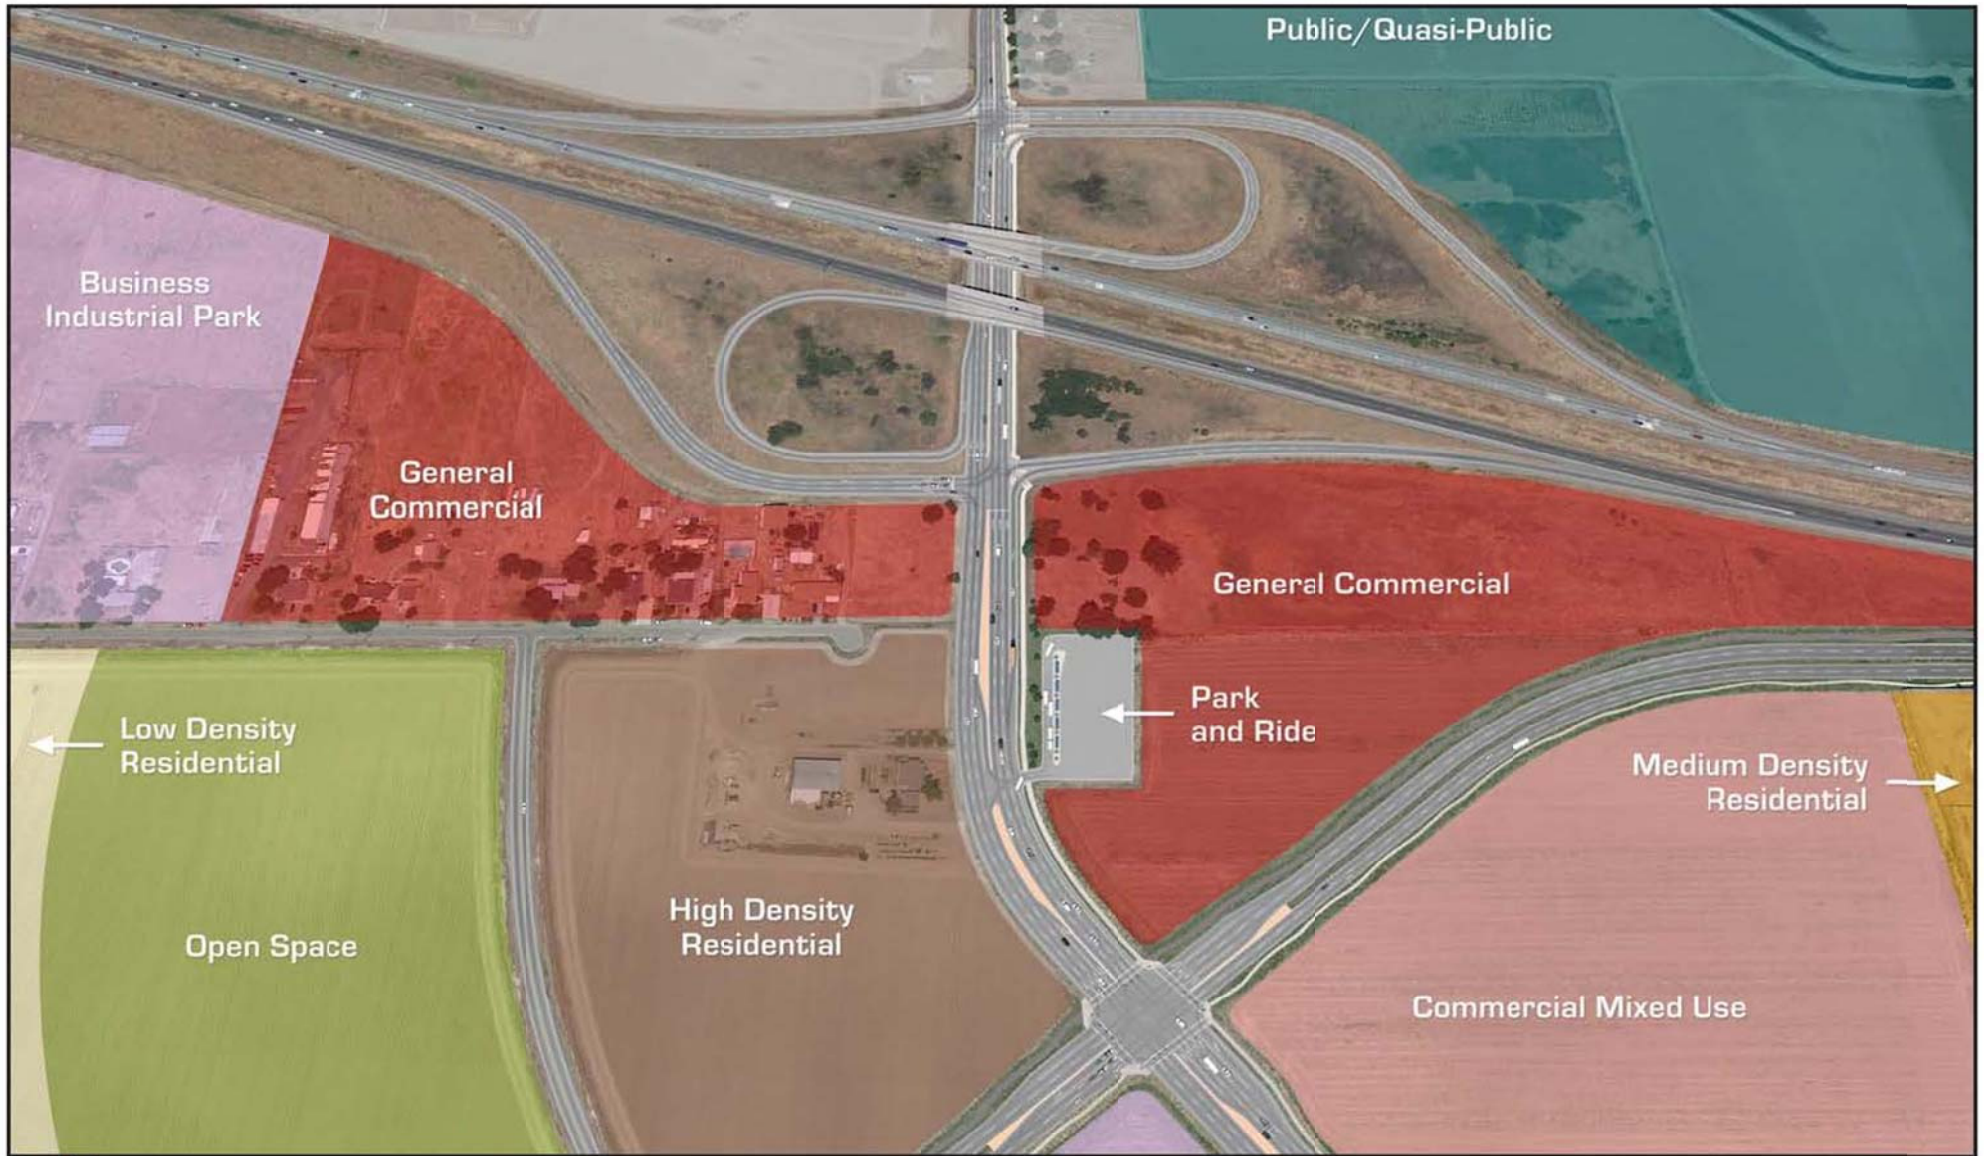 Public/Quasi-Public
Business
Industrial Park
General
Commercial
General Commercial
Park
and Ride
Low Density
Residential
Medium Density
Residential
High Density
Residential
Open Space
Commercial Mixed Use